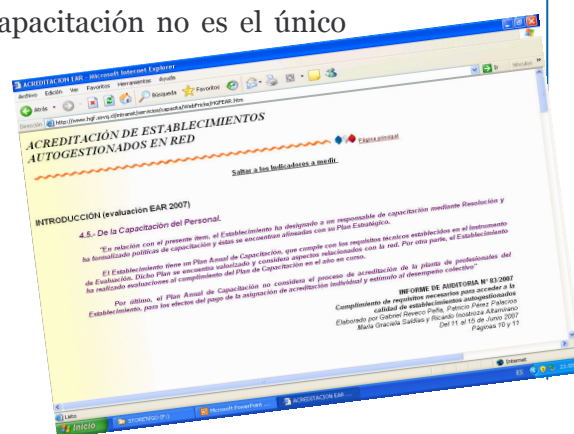 apacitación no es el único
ACREDITACION EAR - Microsoft Internet Explorer
Archivo Edición Ver Favoritos Herramientas Ayuda
Atrás Búsqueda Favoritos
Dirección Ir Vínculos
ACREDITACIÓN DE ESTABLECIMIENTOS
AUTOGESTIONADOS EN RED
Página principal
Saltar a los Indicadores a medir
INTRODUCCIÓN (evaluación EAR 2007)
4.5.- De la Capacitación del Personal.
"En relación con el presente ítem, el Establecimiento ha designado a un responsable de capacitación mediante Resolución y
ha formalizado políticas de capacitación y éstas se encuentran alineadas con su Plan Estratégico.
El Establecimiento tiene un Plan Anual de Capacitación, que cumple con los requisitos técnicos establecidos en el Instrumento
de Evaluación. Dicho Plan se encuentra valorizado y considera aspectos relacionados con la red. Por otra parte, el Establecimiento
ha realizado evaluaciones al cumplimiento del Plan de Capacitación en el año en curso.
Por último, el Plan Anual de Capacitación no considera el proceso de acreditación de la planta de profesionales del
Establecimiento, para los efectos del pago de la asignación de acreditación individual y estímulo al desempeño colectivo"
INFORME DE AUDITORIA N° 83/2007
Cumplimiento de requisitos necesarios para acceder a la
calidad de establecimientos autogestionados
Elaborado por Gabriel Reveco Peña, Patricio Pérez Palacios
María Graciela Saldías y Ricardo Inostroza Altamirano
Del 11 al 15 de Junio 2007
Páginas 10 y 11
Listo Internet
Inicio Microsoft PowerPoint ... ACREDITACION EAR ... ES